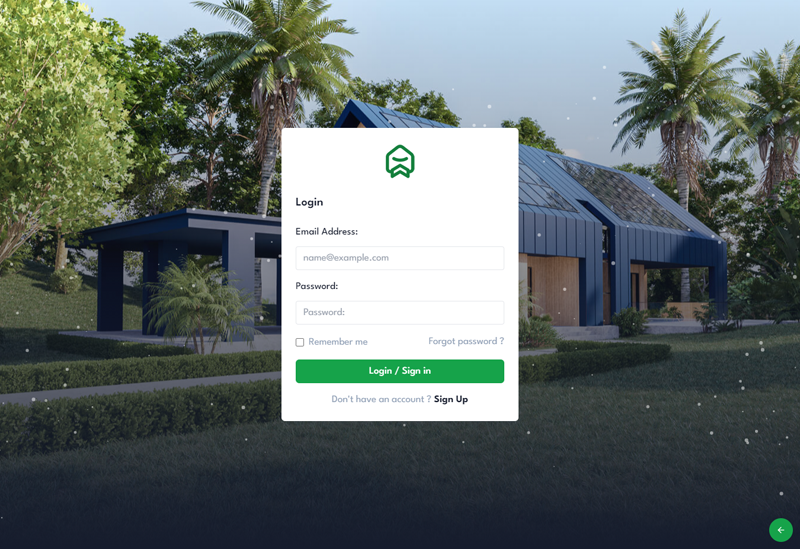 Login
Email Address:
name@example.com
Password:
Password:
Remember me
Forgot password ?
Login / Sign in
Don't have an account ? Sign Up